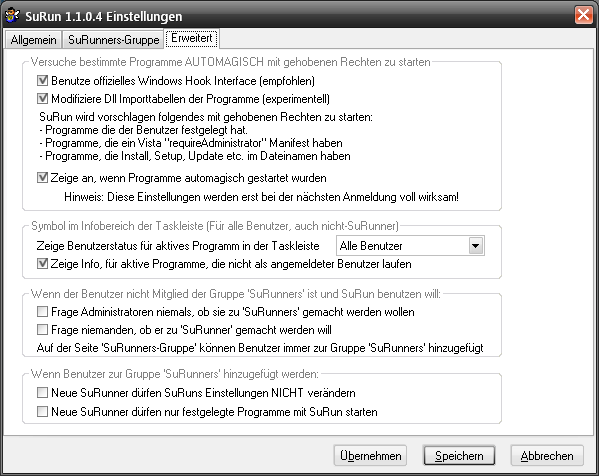 SuRun 1.1.0.4 Einstellungen
Allgemein
SuRunners-Gruppe
Erweitert
Versuche bestimmte Programme AUTOMAGISCH mit gehobenen Rechten zu starten
Benutze offizielles Windows Hook Interface (empfohlen)
Modifiziere Dll Importtabellen der Programme (experimentell)
SuRun wird vorschlagen folgendes mit gehobenen Rechten zu starten:
- Programme die der Benutzer festgelegt hat.
- Programme, die ein Vista "requireAdministrator" Manifest haben
- Programme, die Install, Setup, Update etc. im Dateinamen haben
Zeige an, wenn Programme automagisch gestartet wurden
Hinweis: Diese Einstellungen werden erst bei der nächsten Anmeldung voll wirksam!
Symbol im Infobereich der Taskleiste (Für alle Benutzer, auch nicht-SuRunner)
Zeige Benutzerstatus für aktives Programm in der Taskleiste
Alle Benutzer
Zeige Info, für aktive Programme, die nicht als angemeldeter Benutzer laufen
Wenn der Benutzer nicht Mitglied der Gruppe 'SuRunners' ist und SuRun benutzen will:
Frage Administratoren niemals, ob sie zu 'SuRunners' gemacht werden wollen
Frage niemanden, ob er zu 'SuRunner' gemacht werden will
Auf der Seite 'SuRunners-Gruppe' können Benutzer immer zur Gruppe 'SuRunners' hinzugefügt
Wenn Benutzer zur Gruppe 'SuRunners' hinzugefügt werden:
Neue SuRunner dürfen SuRuns Einstellungen NICHT verändern
Neue SuRunner dürfen nur festgelegte Programme mit SuRun starten
Übernehmen
Speichern
Abbrechen